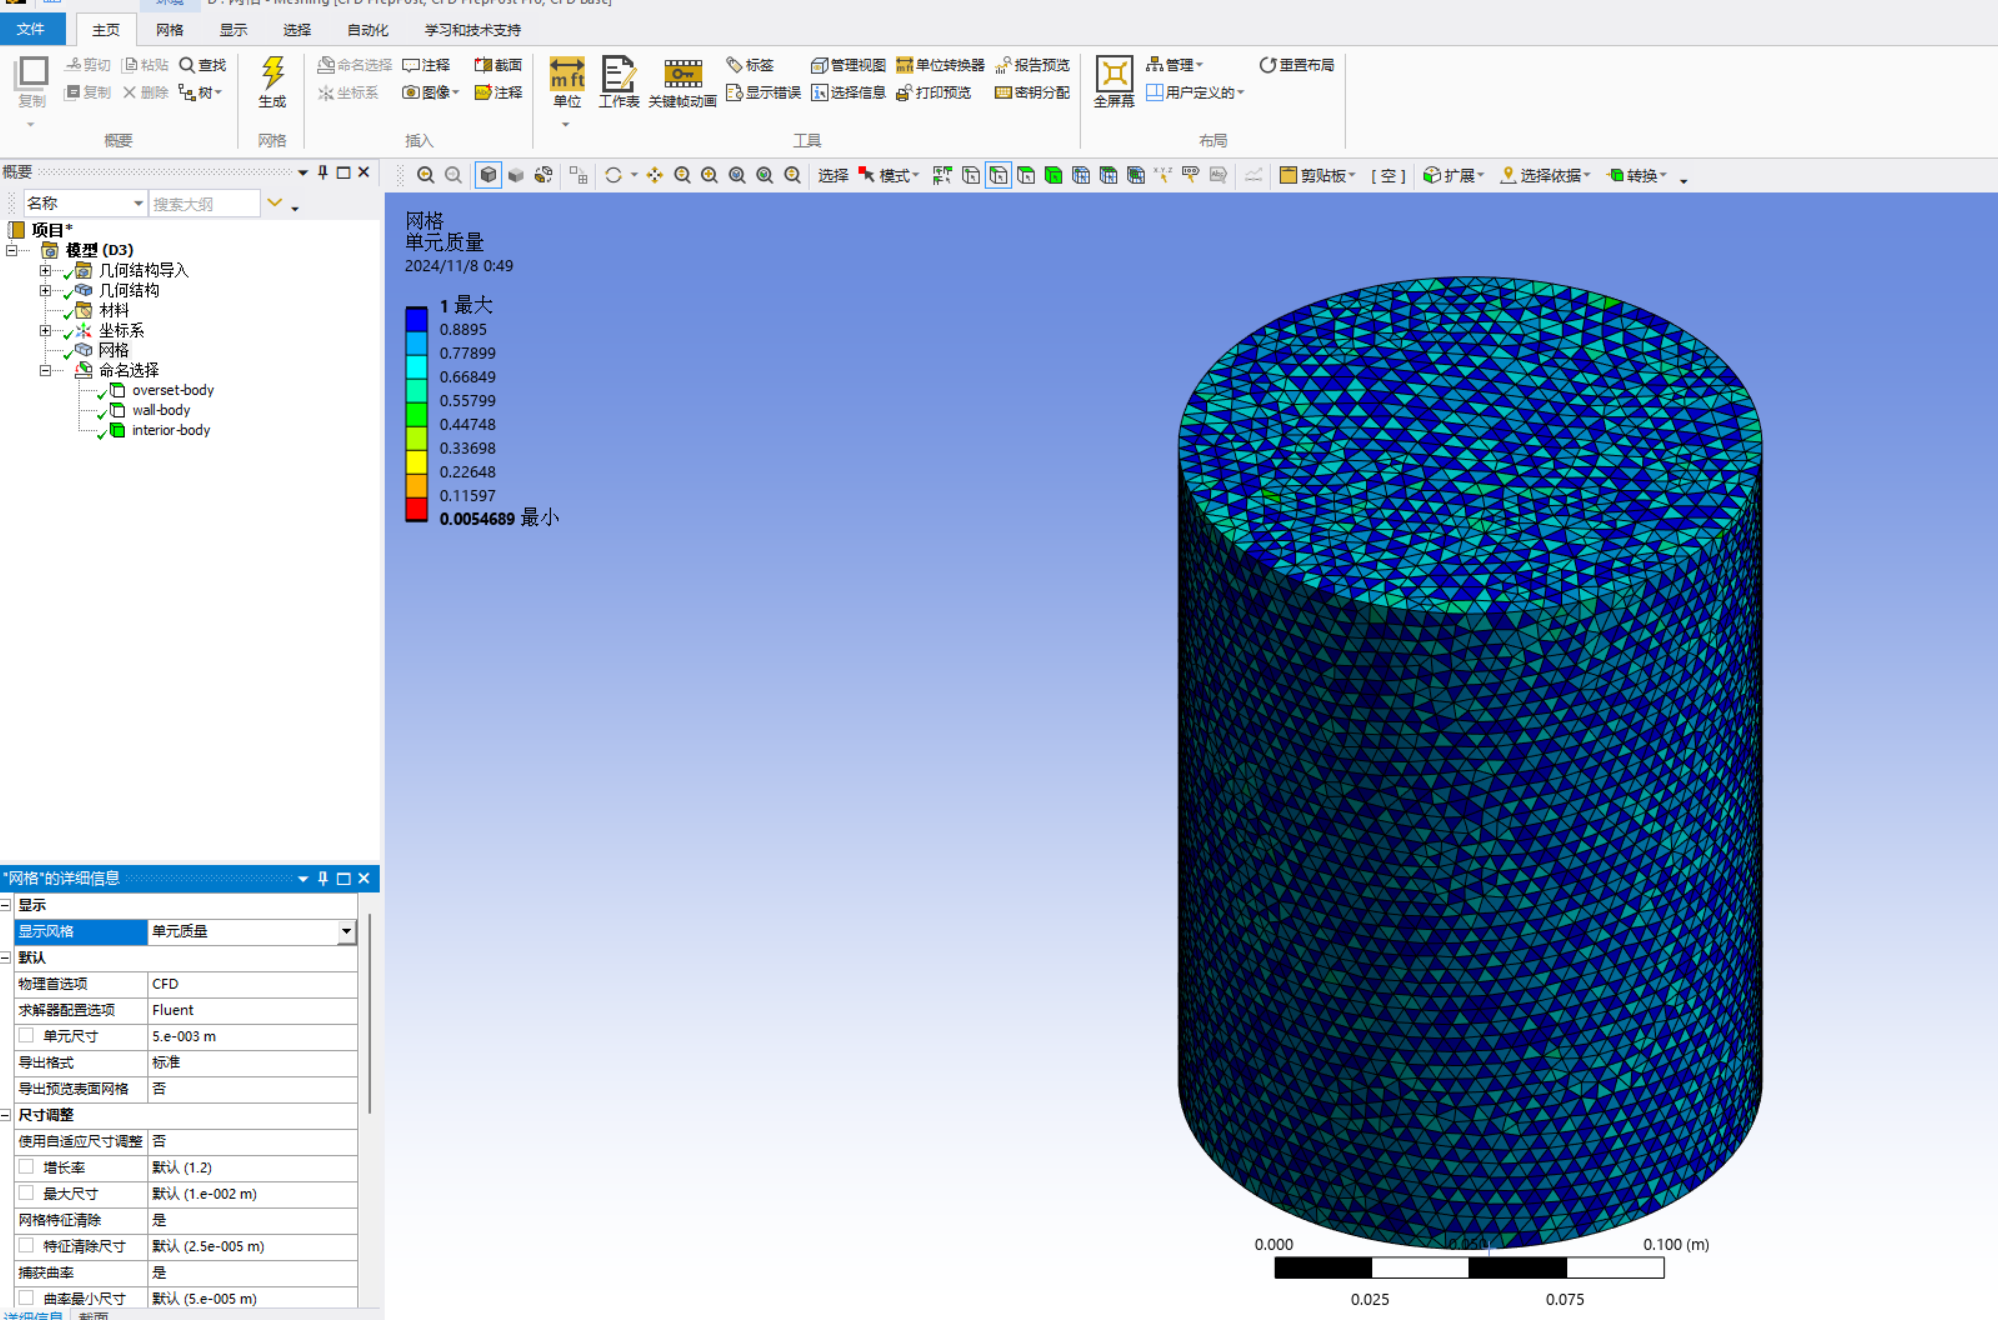 环境 D : 网格 - Meshing [CFD PrepPost, CFD PrepPost Pro, CFD Base]
文件 主页 网格 显示 选择 自动化 学习和技术支持
复制 剪切 粘贴 查找 复制 删除 树 概要
生成 网格
命名选择 注释 截面 坐标系 图像 注释 插入
mft 单位 工作表 关键帧动画 标签 管理视图 单位转换器 报告预览 显示错误 选择信息 打印预览 密钥分配 工具
全屏幕 管理 重置布局 用户定义的 布局
概要
名称 搜索大纲
选择 模式 剪贴板 [ 空 ] 扩展 选择依据 转换
项目*
模型 (D3)
几何结构导入
几何结构
材料
坐标系
网格
命名选择
overset-body
wall-body
interior-body
网格
单元质量
2024/11/8 0:49
1 最大
0.8895
0.77899
0.66849
0.55799
0.44748
0.33698
0.22648
0.11597
0.0054689 最小
0.000 0.050 0.100 (m)
0.025 0.075
"网格"的详细信息
显示
显示风格 单元质量
默认
物理首选项 CFD
求解器配置选项 Fluent
单元尺寸 5.e-003 m
导出格式 标准
导出预览表面网格 否
尺寸调整
使用自适应尺寸调整 否
增长率 默认 (1.2)
最大尺寸 默认 (1.e-002 m)
网格特征清除 是
特征清除尺寸 默认 (2.5e-005 m)
捕获曲率 是
曲率最小尺寸 默认 (5.e-005 m)
详细信息 截面